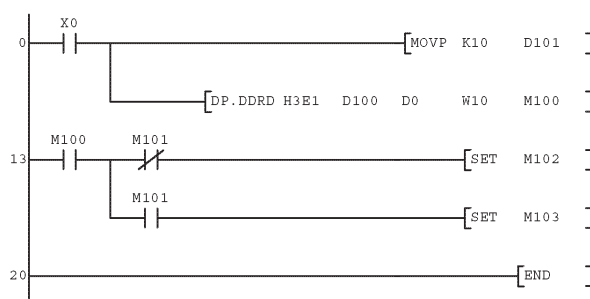 X0
0 MOVP K10 D101
DP.DDRD H3E1 D100 D0 W10 M100
M100 M101
13 SET M102
M101
SET M103
20 END